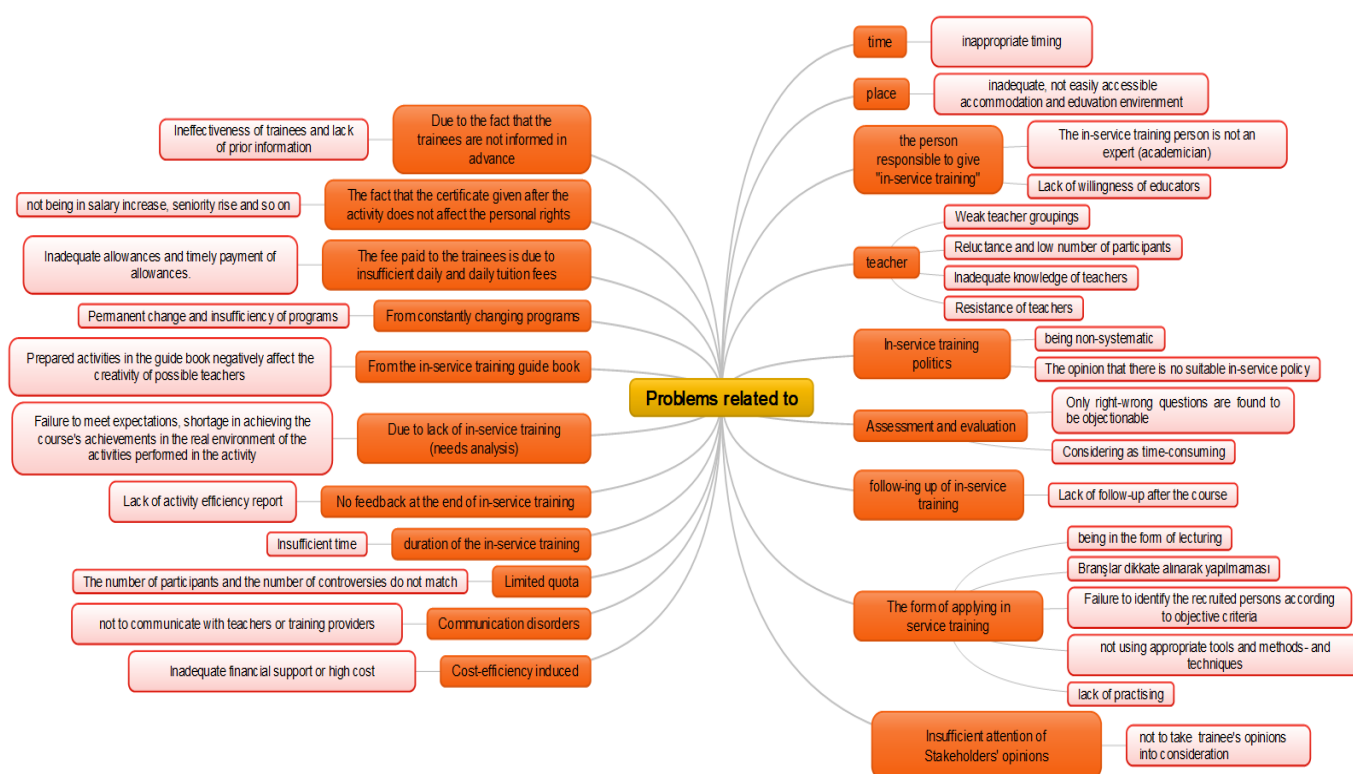 Problems related to
Due to the fact that the
trainees are not informed in
advance
Ineffectiveness of trainees and lack
of prior information
The fact that the certificate given after the
activity does not affect the personal rights
not being in salary increase, seniority rise and so on
The fee paid to the trainees is due to
insufficient daily and daily tuition fees
Inadequate allowances and timely payment of
allowances.
From constantly changing programs
Permanent change and insufficiency of programs
From the in-service training guide book
Prepared activities in the guide book negatively affect the
creativity of possible teachers
Due to lack of in-service training
(needs analysis)
Failure to meet expectations, shortage in achieving the
course's achievements in the real environment of the
activities performed in the activity
No feedback at the end of in-service training
Lack of activity efficiency report
duration of the in-service training
Insufficient time
Limited quota
The number of participants and the number of controversies do not match
Communication disorders
not to communicate with teachers or training providers
Cost-efficiency induced
Inadequate financial support or high cost
time
inappropriate timing
place
inadequate, not easily accessible
accommodation and eduvation envirenment
the person
responsible to give
"in-service training"
The in-service training person is not an
expert (academician)
Lack of willingness of educators
teacher
Weak teacher groupings
Reluctance and low number of participants
Inadequate knowledge of teachers
Resistance of teachers
In-service training
politics
being non-systematic
The opinion that there is no suitable in-service policy
Assessment and evaluation
Only right-wrong questions are found to
be objectionable
Considering as time-consuming
follow-ing up of in-service
training
Lack of follow-up after the course
The form of applying in
service training
being in the form of lecturing
Branşlar dikkate alınarak yapılmaması
Failure to identify the recruited persons according
to objective criteria
not using appropriate tools and methods- and
techniques
lack of practising
Insufficient attention of
Stakeholders' opinions
not to take trainee's opinions
into consideration